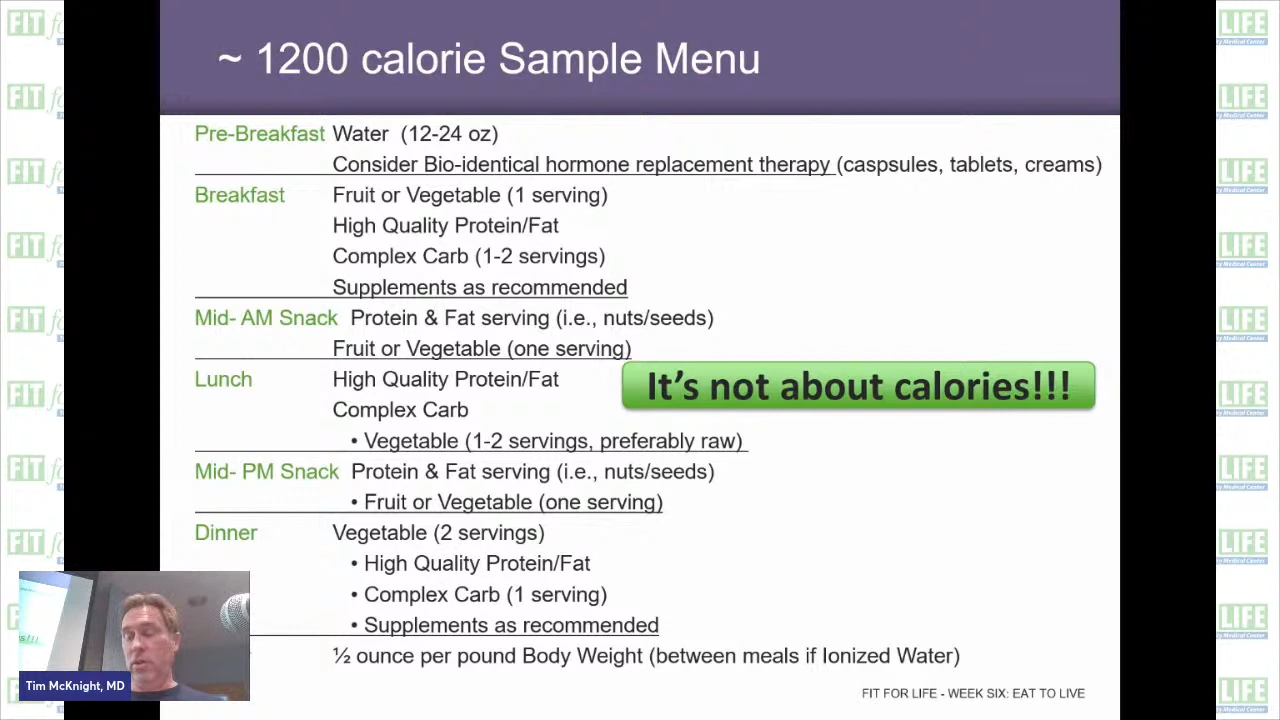 ~ 1200 calorie Sample Menu
Pre-Breakfast Water (12-24 oz)
Consider Bio-identical hormone replacement therapy (caspsules, tablets, creams)
Breakfast Fruit or Vegetable (1 serving)
High Quality Protein/Fat
Complex Carb (1-2 servings)
Supplements as recommended
Mid- AM Snack Protein & Fat serving (i.e., nuts/seeds)
Fruit or Vegetable (one serving)
Lunch High Quality Protein/Fat
It's not about calories!!!
Complex Carb
• Vegetable (1-2 servings, preferably raw)
Mid- PM Snack Protein & Fat serving (i.e., nuts/seeds)
• Fruit or Vegetable (one serving)
Dinner Vegetable (2 servings)
• High Quality Protein/Fat
• Complex Carb (1 serving)
• Supplements as recommended
½ ounce per pound Body Weight (between meals if Ionized Water)
Tim McKnight, MD
FIT FOR LIFE - WEEK SIX: EAT TO LIVE
FIT
LIFE
Medical Center